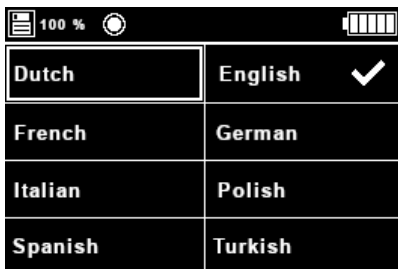 100 %
Dutch English
French German
Italian Polish
Spanish Turkish